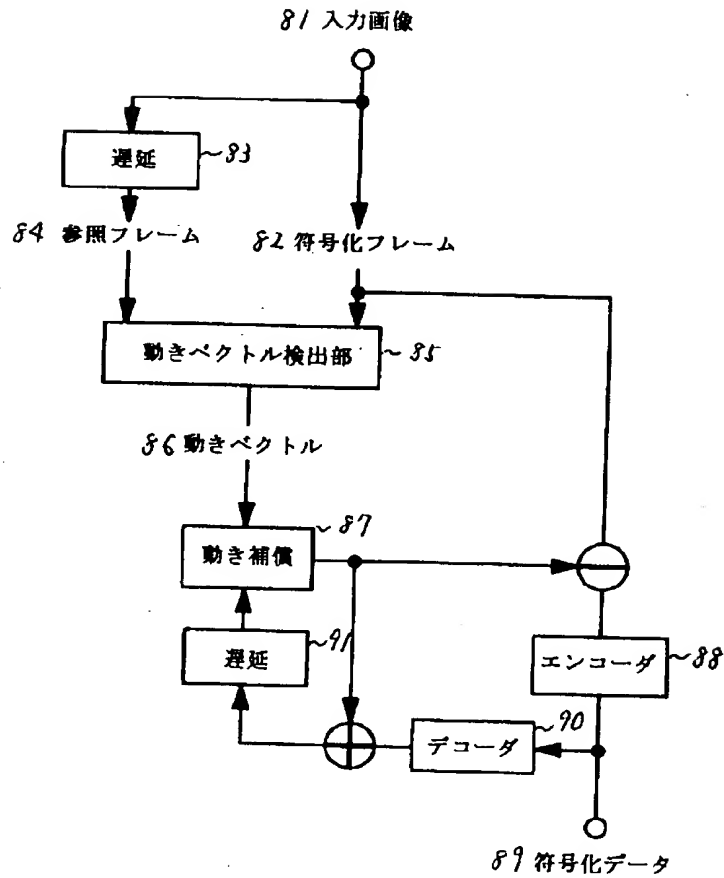 81 入力画像
遅延 ~83
84 参照フレーム
82 符号化フレーム
動きベクトル検出部 ~85
86 動きベクトル
~87
動き補償
遅延 ~91
エンコーダ ~88
デコーダ ~90
89 符号化データ